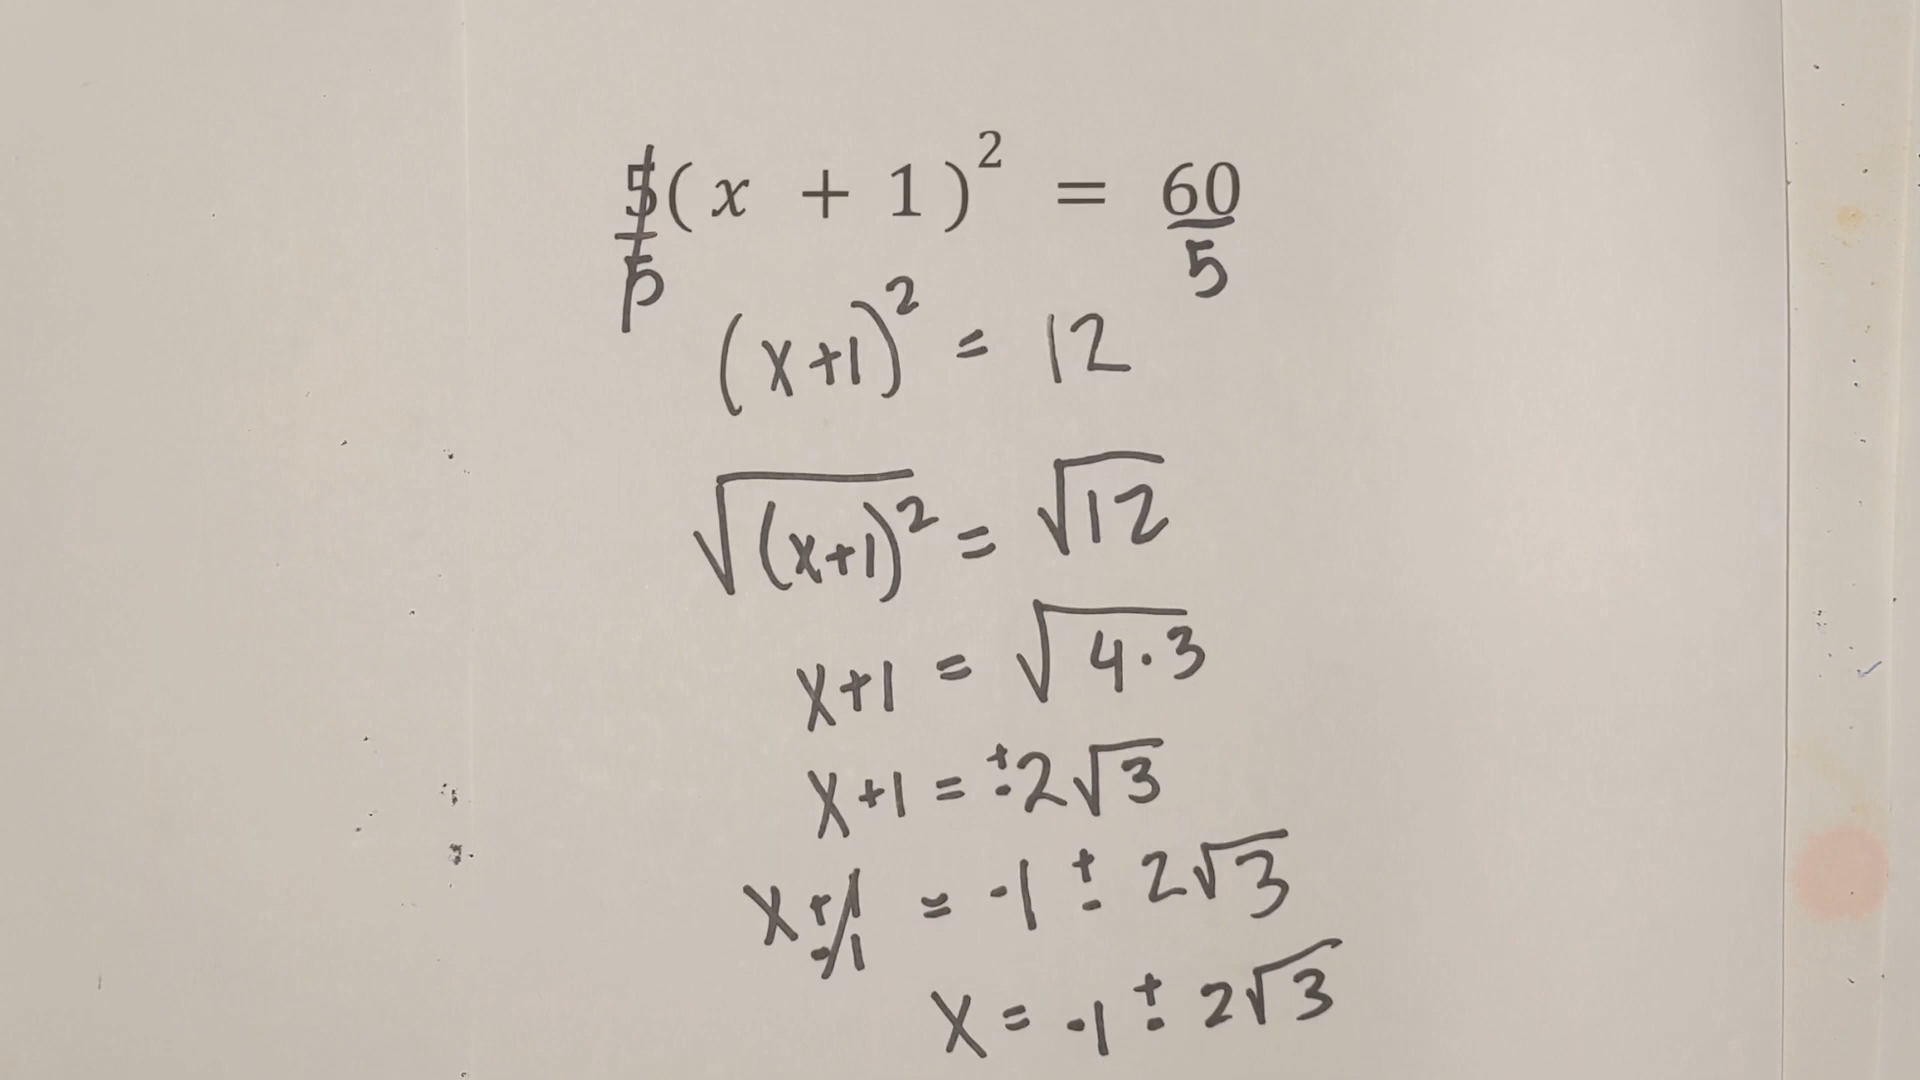 5(x + 1)² = 60
5 5
(x+1)² = 12
√(x+1)² = √12
x+1 = √4·3
x+1 = ±2√3
x+1 = -1 ± 2√3
-1
x = -1 ± 2√3